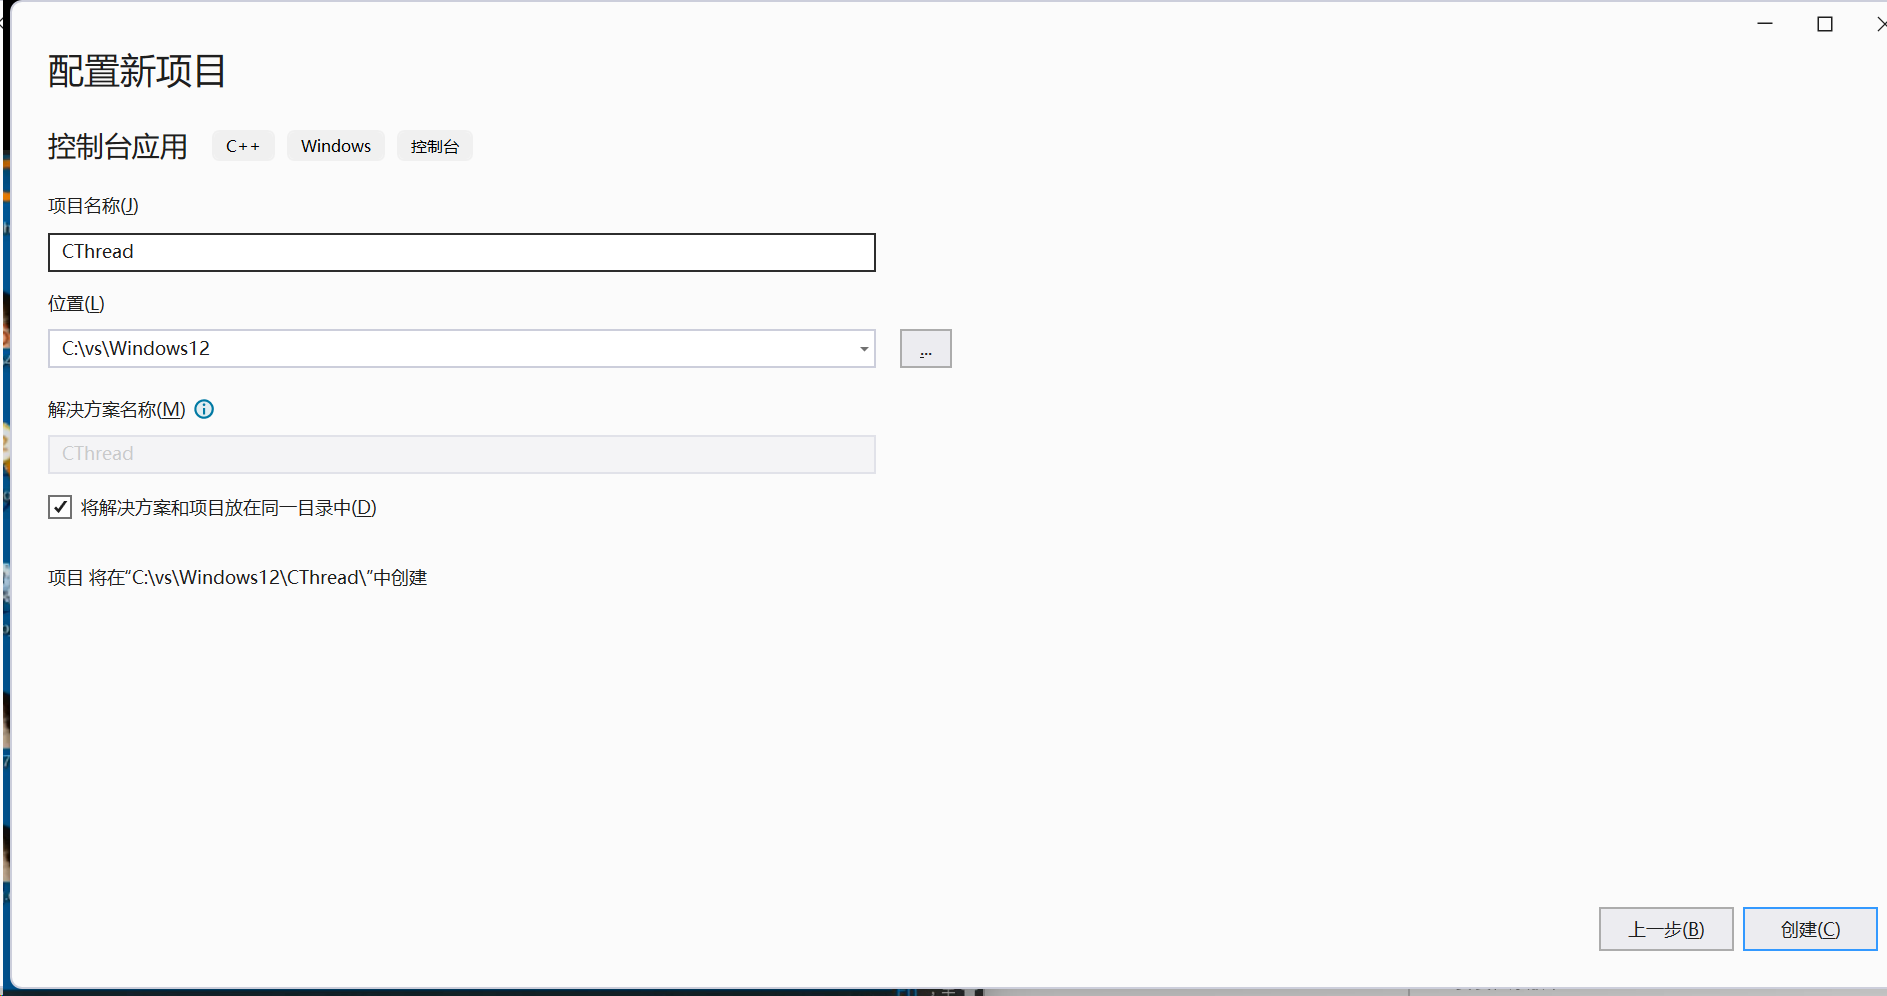 配置新项目
控制台应用 C++ Windows 控制台
项目名称(J)
CThread
位置(L)
C:\vs\Windows12
...
解决方案名称(M)
CThread
将解决方案和项目放在同一目录中(D)
项目 将在“C:\vs\Windows12\CThread\”中创建
上一步(B) 创建(C)